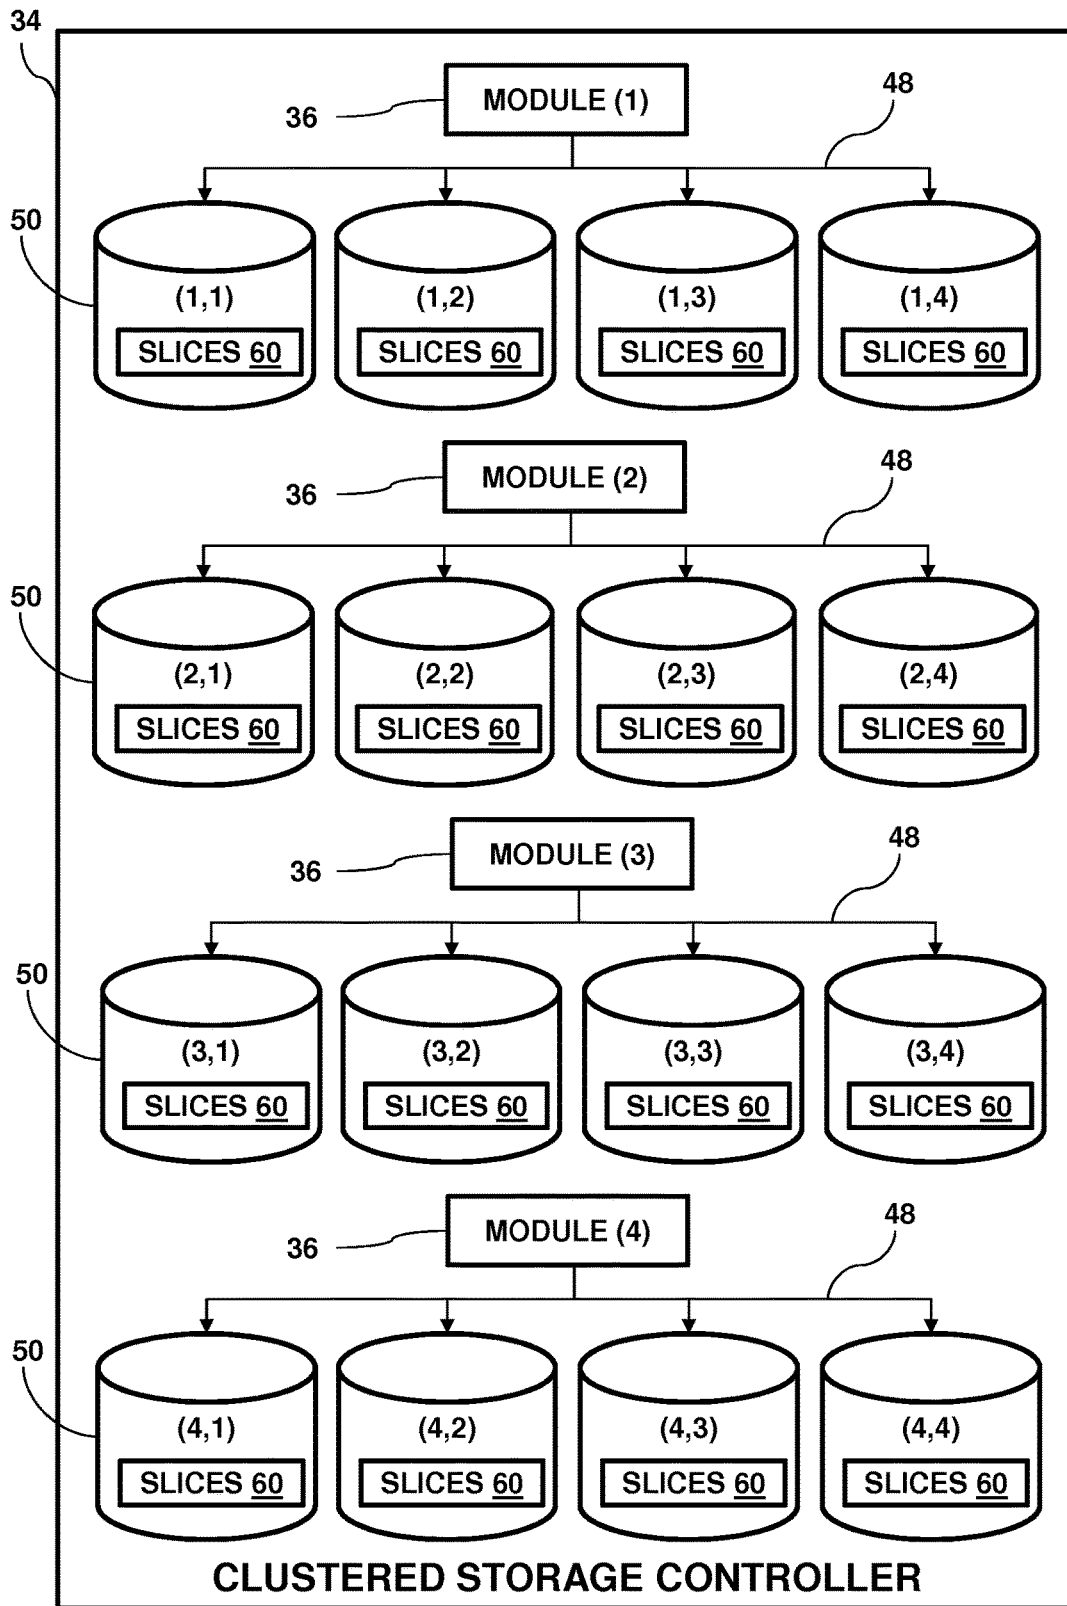 34
MODULE (1)
36
48
50
(1,1) (1,2) (1,3) (1,4)
SLICES 60 SLICES 60 SLICES 60 SLICES 60
MODULE (2)
36
48
50
(2,1) (2,2) (2,3) (2,4)
SLICES 60 SLICES 60 SLICES 60 SLICES 60
MODULE (3)
36
48
50
(3,1) (3,2) (3,3) (3,4)
SLICES 60 SLICES 60 SLICES 60 SLICES 60
MODULE (4)
36
48
50
(4,1) (4,2) (4,3) (4,4)
SLICES 60 SLICES 60 SLICES 60 SLICES 60
CLUSTERED STORAGE CONTROLLER